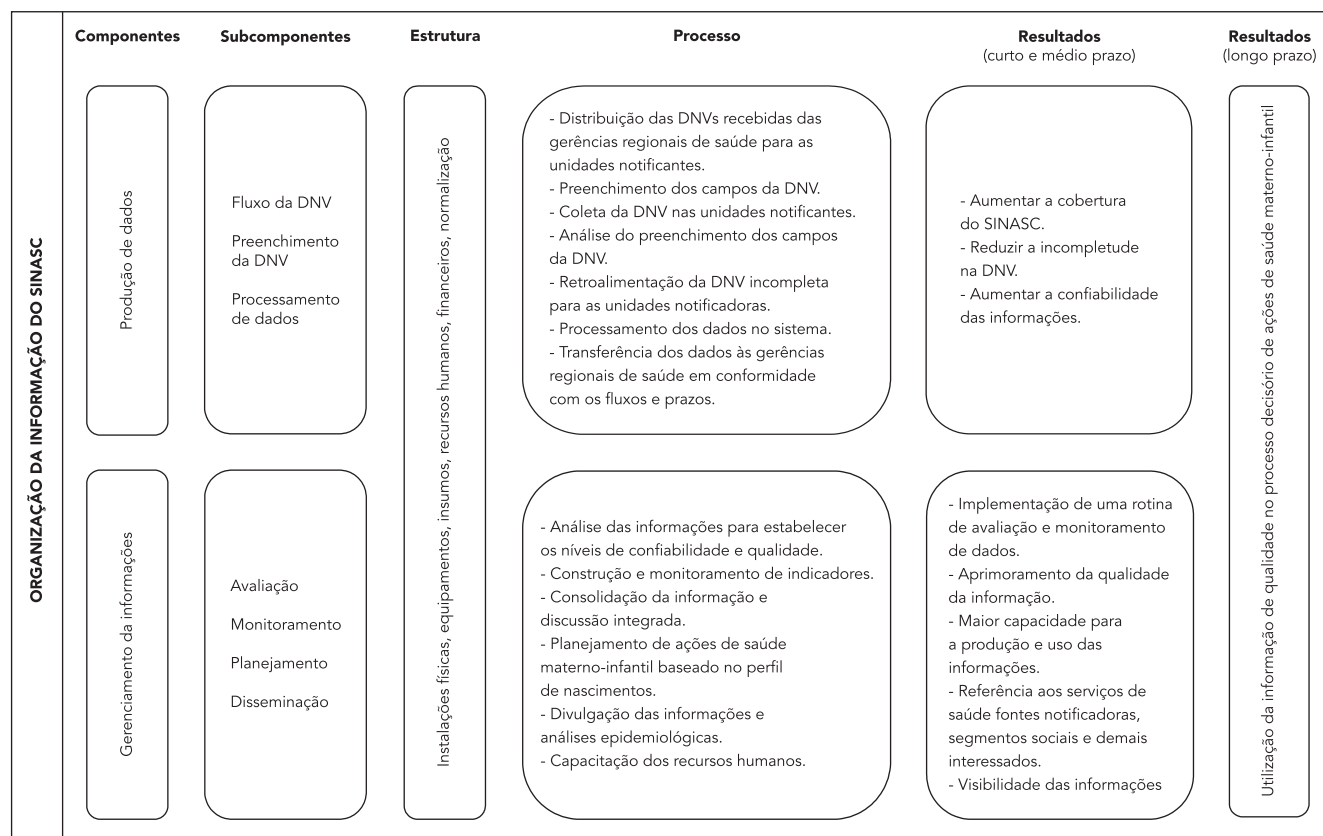 ORGANIZAÇÃO DA INFORMAÇÃO DO SINASC
Componentes
Subcomponentes
Estrutura
Processo
Resultados
(curto e médio prazo)
Resultados
(longo prazo)
Produção de dados
Fluxo da DNV
Preenchimento
da DNV
Processamento
de dados
Instalações físicas, equipamentos, insumos, recursos humanos, financeiros, normalização
- Distribuição das DNVs recebidas das
gerências regionais de saúde para as
unidades notificantes.
- Preenchimento dos campos da DNV.
- Coleta da DNV nas unidades notificantes.
- Análise do preenchimento dos campos
da DNV.
- Retroalimentação da DNV incompleta
para as unidades notificadoras.
- Processamento dos dados no sistema.
- Transferência dos dados às gerências
regionais de saúde em conformidade
com os fluxos e prazos.
- Aumentar a cobertura
do SINASC.
- Reduzir a incompletude
na DNV.
- Aumentar a confiabilidade
das informações.
Utilização da informação de qualidade no processo decisório de ações de saúde materno-infantil
Gerenciamento da informações
Avaliação
Monitoramento
Planejamento
Disseminação
- Análise das informações para estabelecer
os níveis de confiabilidade e qualidade.
- Construção e monitoramento de indicadores.
- Consolidação da informação e
discussão integrada.
- Planejamento de ações de saúde
materno-infantil baseado no perfil
de nascimentos.
- Divulgação das informações e
análises epidemiológicas.
- Capacitação dos recursos humanos.
- Implementação de uma rotina
de avaliação e monitoramento
de dados.
- Aprimoramento da qualidade
da informação.
- Maior capacidade para
a produção e uso das
informações.
- Referência aos serviços de
saúde fontes notificadoras,
segmentos sociais e demais
interessados.
- Visibilidade das informações